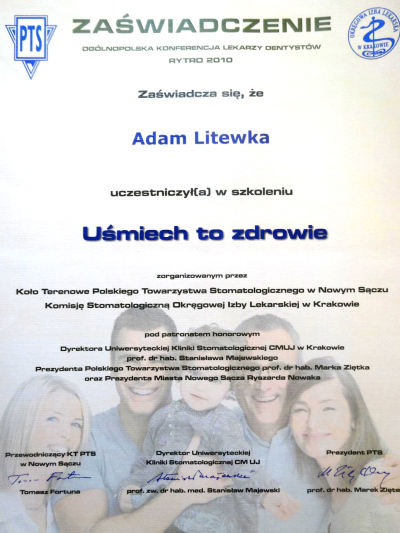 PTS
ZAŚWIADCZENIE
OKRĘGOWA IZBA LEKARSKA
W KRAKOWIE
OGÓLNOPOLSKA KONFERENCJA LEKARZY DENTYSTÓW
RYTRO 2010
Zaświadcza się, że
Adam Litewka
uczestniczył(a) w szkoleniu
Uśmiech to zdrowie
zorganizowanym przez
Koło Terenowe Polskiego Towarzystwa Stomatologicznego w Nowym Sączu
Komisję Stomatologiczną Okręgowej Izby Lekarskiej w Krakowie
pod patronatem honorowym
Dyrektora Uniwersyteckiej Kliniki Stomatologicznej CMUJ w Krakowie
prof. dr hab. Stanisława Majewskiego
Prezydenta Polskiego Towarzystwa Stomatologicznego prof. dr hab. Marka Ziętka
oraz Prezydenta Miasta Nowego Sącza Ryszarda Nowaka
Przewodniczący KT PTS
w Nowym Sączu
Tomasz Fortuna
Dyrektor Uniwersyteckiej
Kliniki Stomatologicznej CM UJ
prof. zw. dr hab. med. Stanisław Majewski
Prezydent PTS
prof. dr hab. Marek Zięte